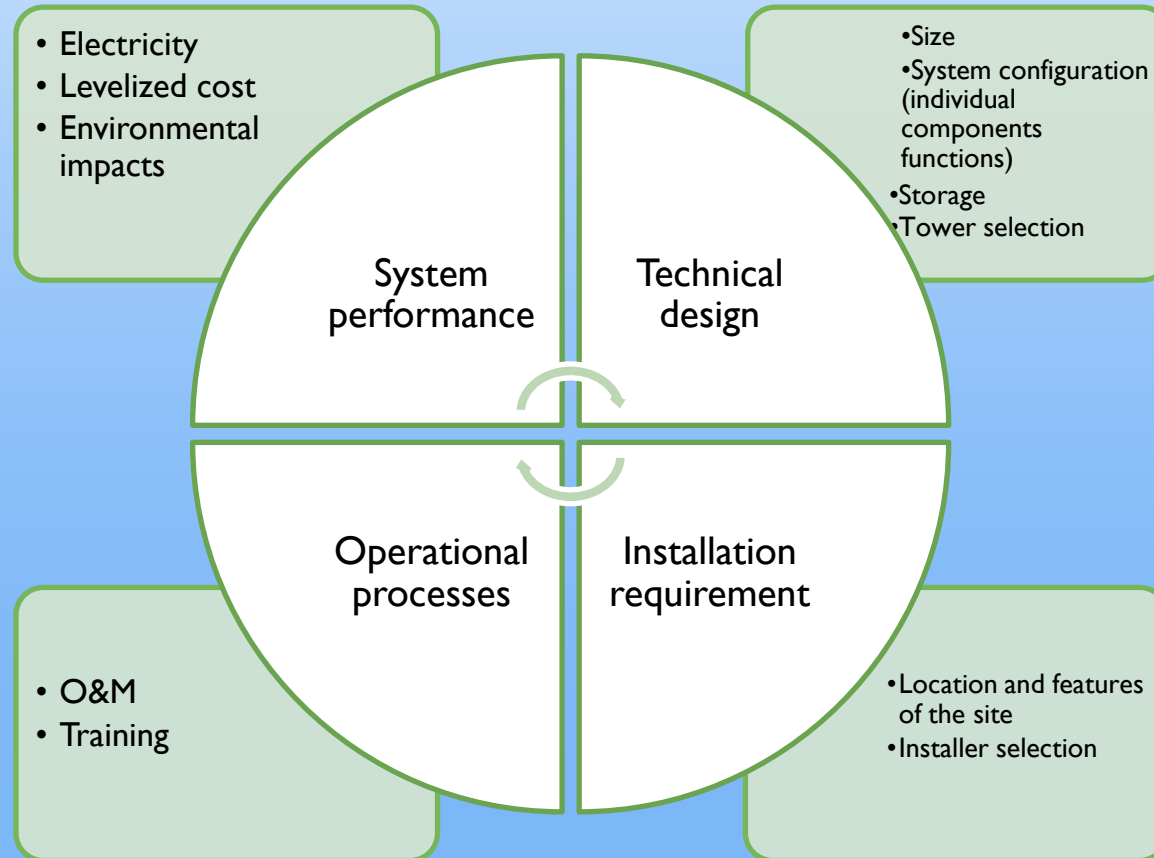 • Electricity
• Levelized cost
• Environmental
impacts
•Size
•System configuration
(individual
components
functions)
•Storage
•Tower selection
System
performance
Technical
design
Operational
processes
Installation
requirement
• O&M
• Training
•Location and features
of the site
•Installer selection